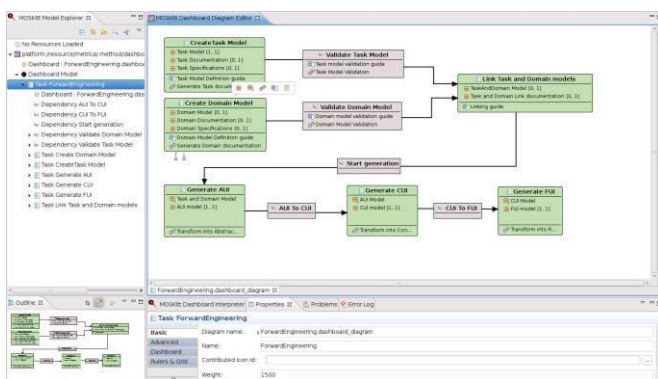 MOSKitt Model Explorer
No Resources Loaded
platform:/resource/metrica/.method/dashbo
Dashboard : ForwardEngineering.dashboa
Dashboard Model
Task ForwardEngineering
Dashboard : ForwardEngineering.das
Dependency AUI To CUI
Dependency CUI To FUI
Dependency Start generation
Dependency Validate Domain Model
Dependency Validate Task Model
Task Create Domain Model
Task CreateTask Model
Task Generate AUI
Task Generate CUI
Task Generate FUI
Task Link Task and Domain models
MOSKitt Dashboard Diagram Editor
CreateTask Model
Task Model [1, 1]
Task Documentation [0, 1]
Task Specifications [0, 1]
Task Model Definition guide
Generate Task docum
Validate Task Model
Task model validation guide
Task Model Validation
Create Domain Model
Domain Model [1, 1]
Domain Documentation [0, 1]
Domain Specifications [0, 1]
Domain Model Definition guide
Generate Domain documentation
Validate Domain Model
Domain model validation guide
Domain Model Validation
Link Task and Domain models
TaskAndDomain Model [0, 1]
Task and Domain Link documentation [0, 1]
Linking guide
Start generation
Generate AUI
Task and Domain Model
AUI model [1, 1]
Transform into Abstrac...
AUI To CUI
Generate CUI
AUI Model
CUI model [1, 1]
Transform into Con...
CUI To FUI
Generate FUI
CUI Model
FUI model [1, 1]
Transform into F...
ForwardEngineering.dashboard_diagram
Outline
MOSKitt Dashboard Interpreter
Properties
Problems
Error Log
Task ForwardEngineering
Basic
Advanced
Dashboard
Rulers & Grid
Diagram name: ForwardEngineering.dashboard_diagram
Name: ForwardEngineering
Contributed icon id:
Weight: 1500